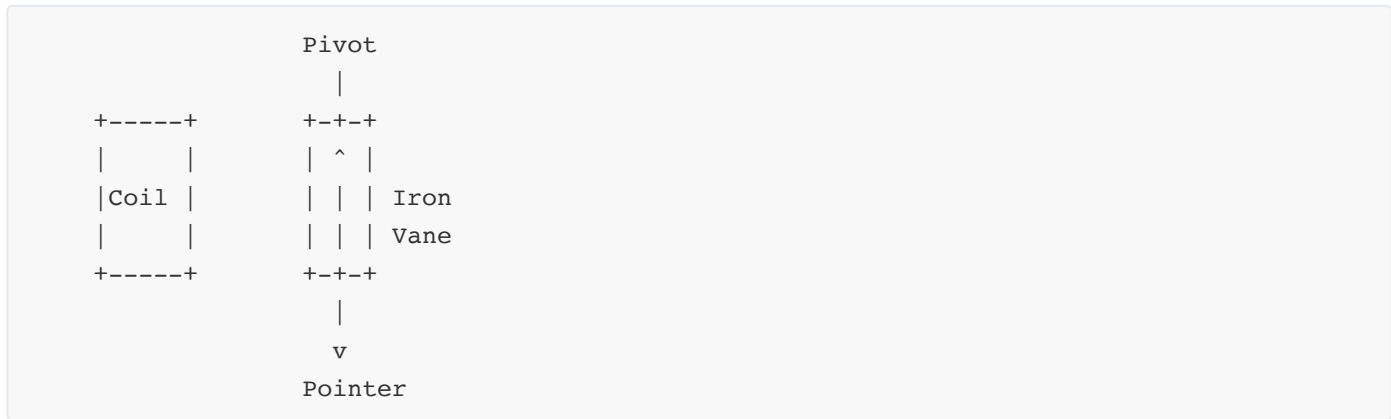 Pivot
|
+-----+ +-+-+
| | | ^ |
|Coil | | | | Iron
| | | | | Vane
+-----+ +-+-+
|
v
Pointer